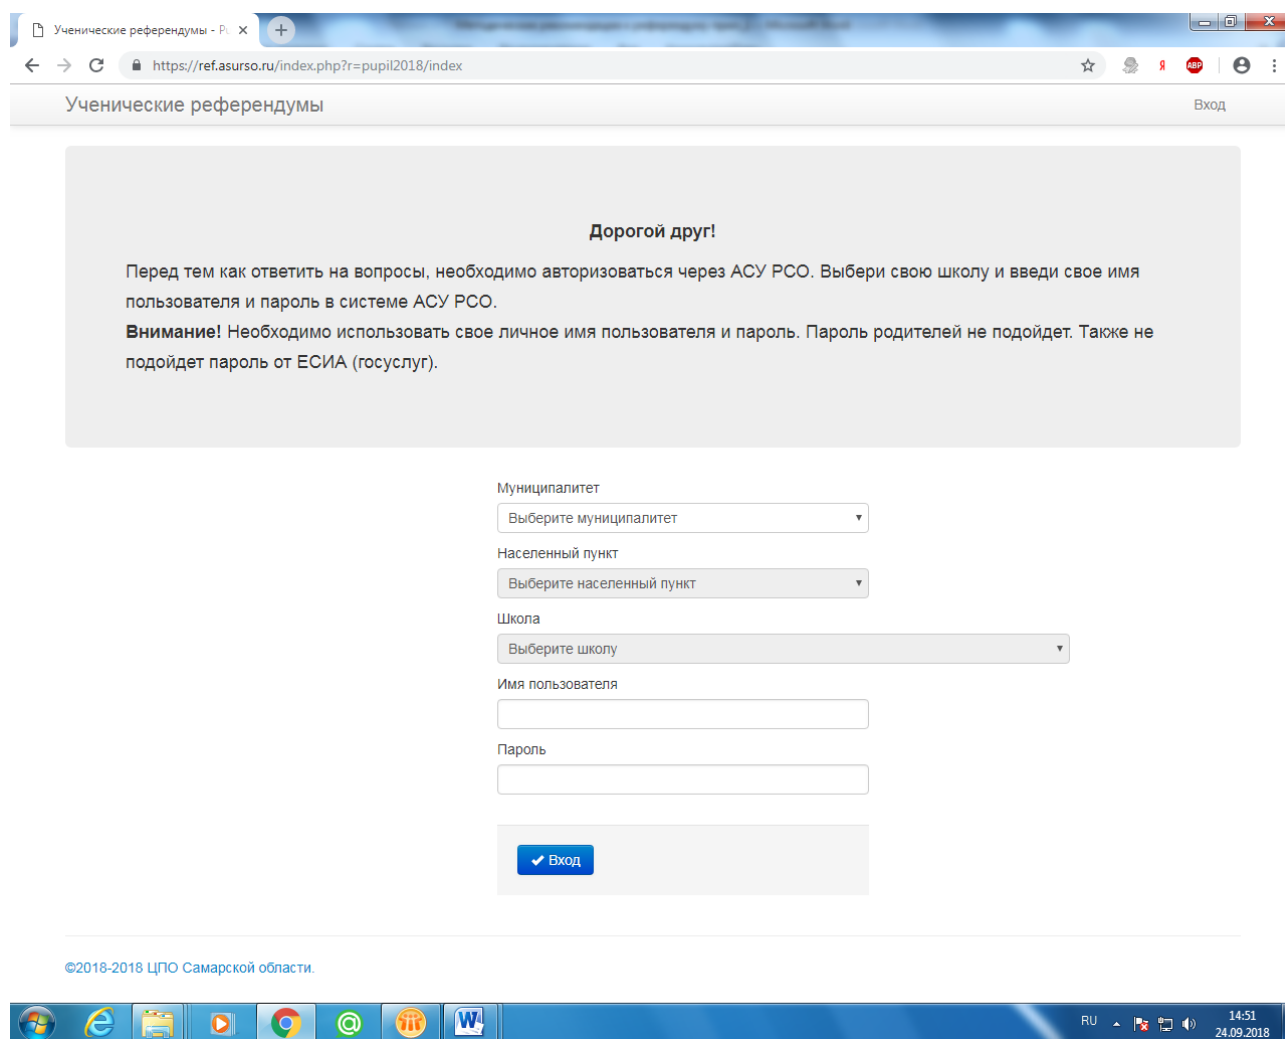 Ученические референдумы - Pu
https://ref.asurso.ru/index.php?r=pupil2018/index
Я
ABP
Ученические референдумы
Вход
Дорогой друг!
Перед тем как ответить на вопросы, необходимо авторизоваться через АСУ РСО. Выбери свою школу и введи свое имя
пользователя и пароль в системе АСУ РСО.
Внимание! Необходимо использовать свое личное имя пользователя и пароль. Пароль родителей не подойдет. Также не
подойдет пароль от ЕСИА (госуслуг).
Муниципалитет
Выберите муниципалитет
Населенный пункт
Выберите населенный пункт
Школа
Выберите школу
Имя пользователя
Пароль
Вход
©2018-2018 ЦПО Самарской области.
RU
14:51
24.09.2018